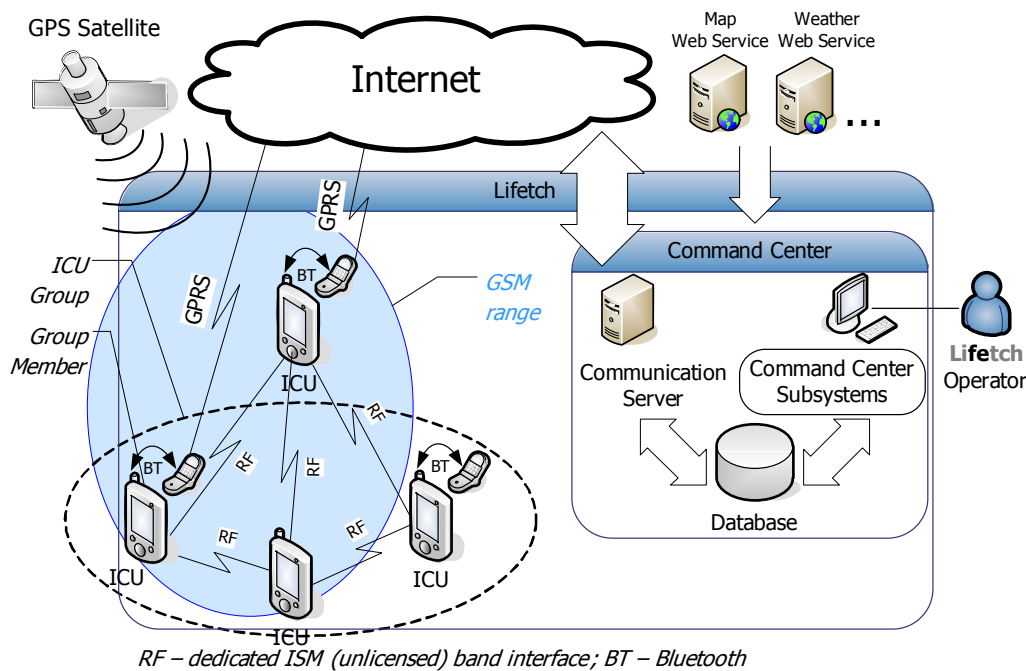 GPS Satellite
Internet
Map
Web Service
Weather
Web Service
...
Lifetch
GPRS
GPRS
Command Center
ICU
Group
Group
Member
BT
GSM
range
ICU
Communication
Server
Command Center
Subsystems
Lifetch
Operator
RF
RF
RF
BT
BT
RF
RF
Database
ICU
ICU
ICU
RF – dedicated ISM (unlicensed) band interface; BT – Bluetooth